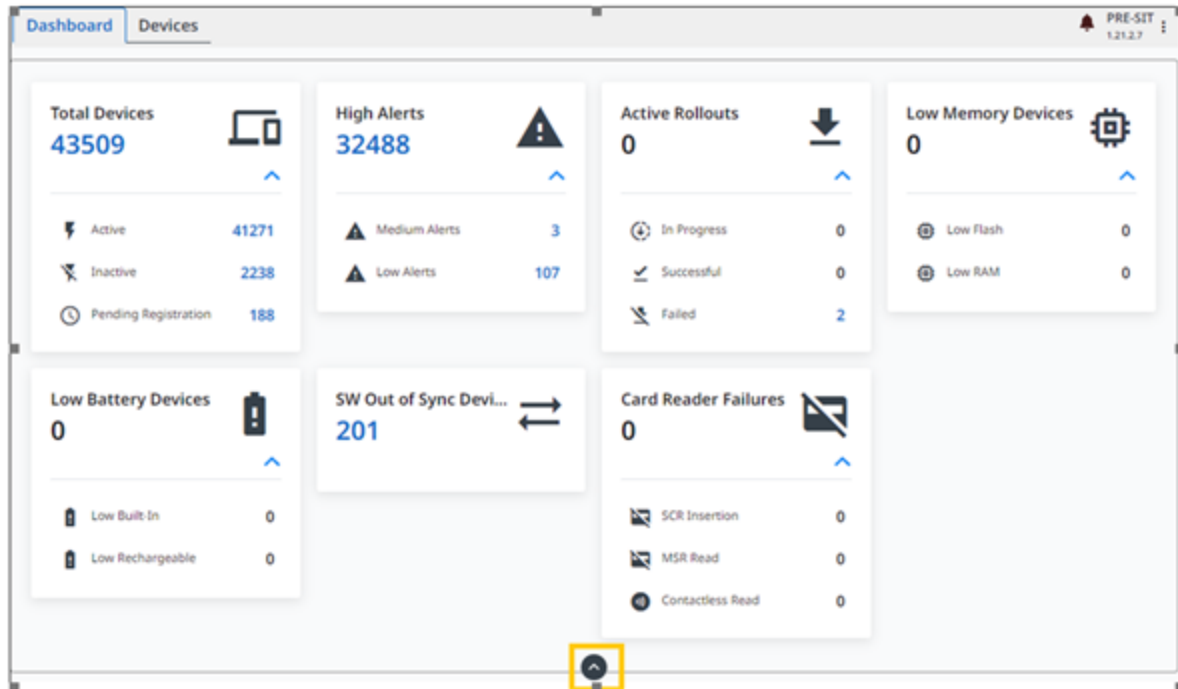 Dashboard
Devices
PRE-SIT
1.21.2.7
Total Devices
43509
Active 41271
Inactive 2238
Pending Registration 188
High Alerts
32488
Medium Alerts 3
Low Alerts 107
Active Rollouts
0
In Progress 0
Successful 0
Failed 2
Low Memory Devices
0
Low Flash 0
Low RAM 0
Low Battery Devices
0
Low Built-In 0
Low Rechargeable 0
SW Out of Sync Devi...
201
Card Reader Failures
0
SCR Insertion 0
MSR Read 0
Contactless Read 0